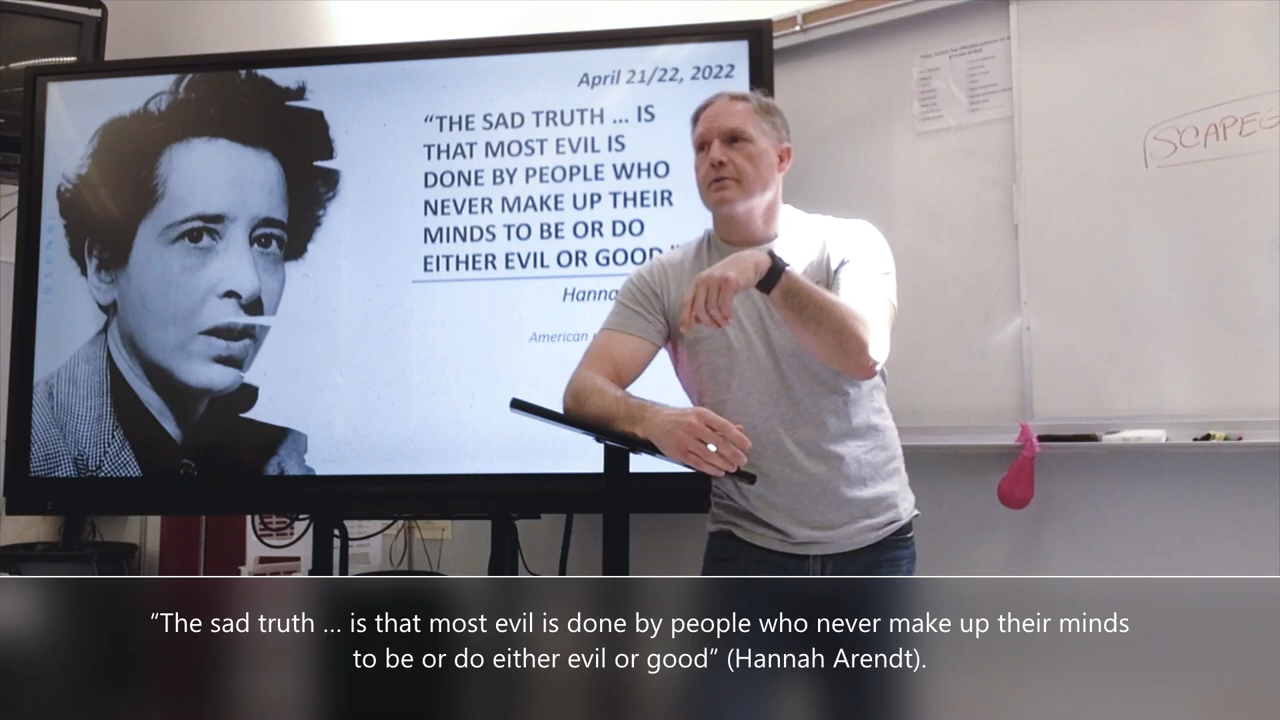 April 21/22, 2022
“THE SAD TRUTH ... IS
THAT MOST EVIL IS
DONE BY PEOPLE WHO
NEVER MAKE UP THEIR
MINDS TO BE OR DO
EITHER EVIL OR GOOD.”
Hanna
American
SCAPEG
“The sad truth ... is that most evil is done by people who never make up their minds
to be or do either evil or good” (Hannah Arendt).